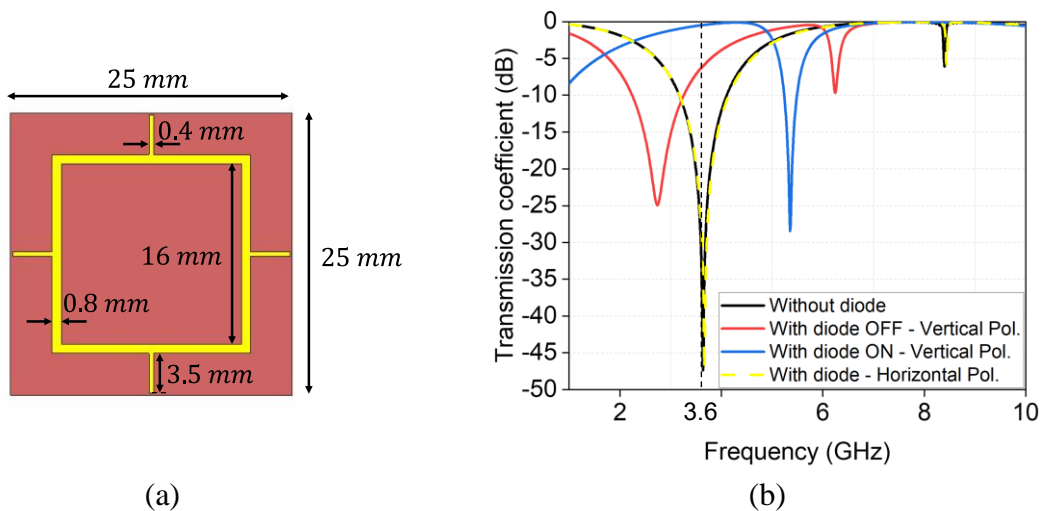 25 mm
0.4 mm
16 mm
25 mm
0.8 mm
3.5 mm
(a)
Transmission coefficient (dB)
0
-5
-10
-15
-20
-25
-30
-35
-40
-45
-50
Without diode
With diode OFF - Vertical Pol.
With diode ON - Vertical Pol.
With diode - Horizontal Pol.
2 3.6 6 8 10
Frequency (GHz)
(b)